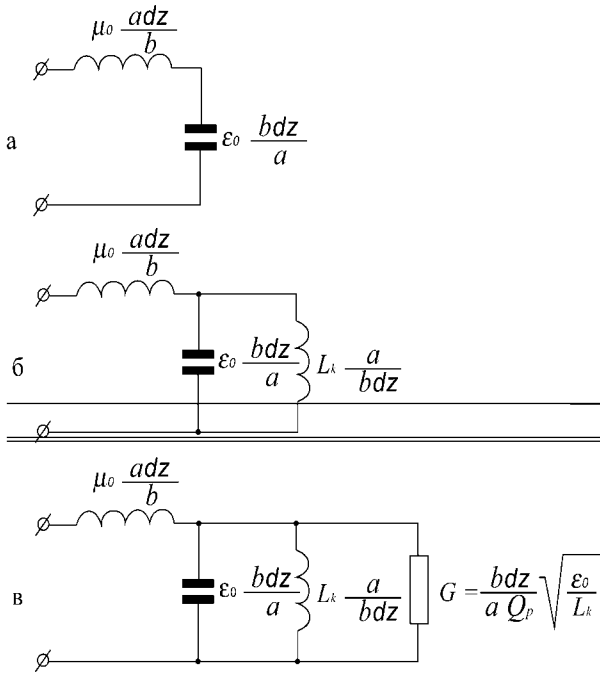 μ₀ adz/b
а
ε₀ bdz/a
μ₀ adz/b
б
ε₀ bdz/a Lₖ a/bdz
μ₀ adz/b
в
ε₀ bdz/a Lₖ a/bdz G = bdz/a Qₚ √ε₀/Lₖ